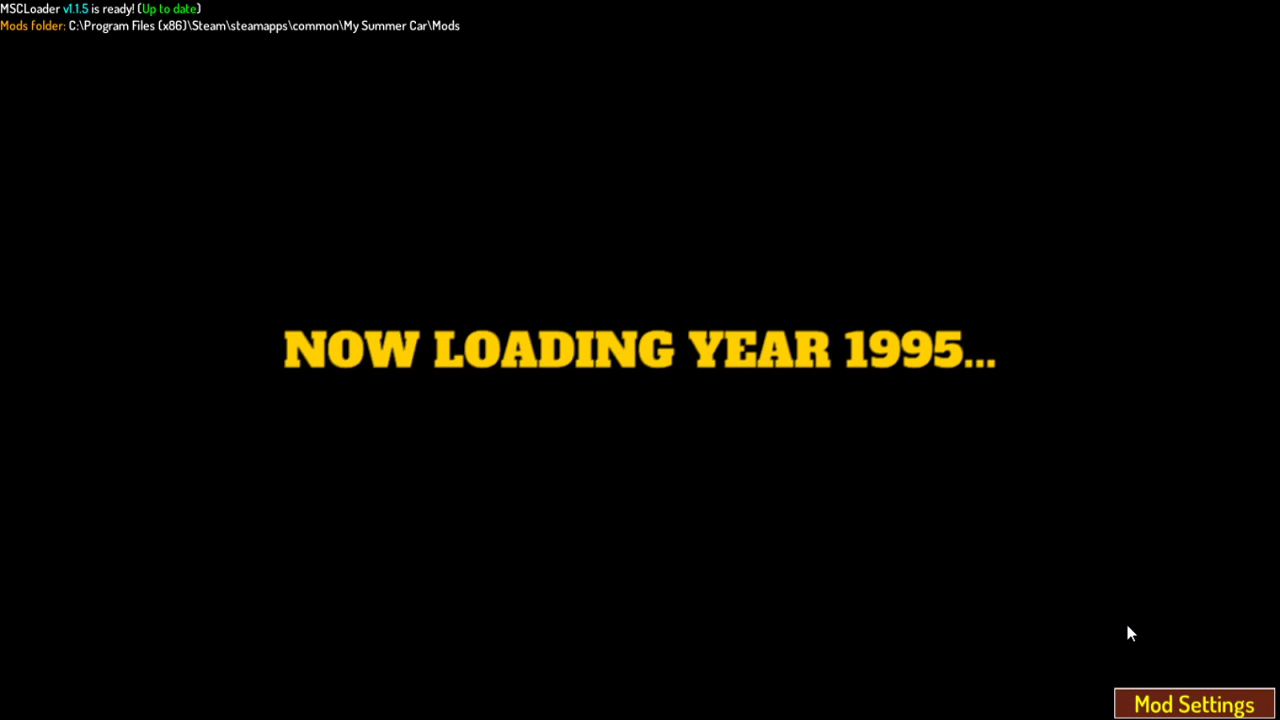 MSCLoader v1.1.5 is ready! (Up to date)
Mods folder: C:\Program Files (x86)\Steam\steamapps\common\My Summer Car\Mods
NOW LOADING YEAR 1995...
Mod Settings